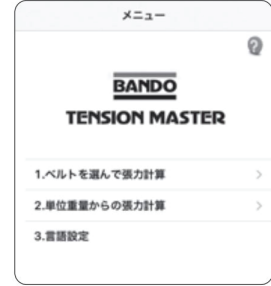 メニュー
BANDO
TENSION MASTER
1.ベルトを選んで張力計算
2.単位重量からの張力計算
3.言語設定